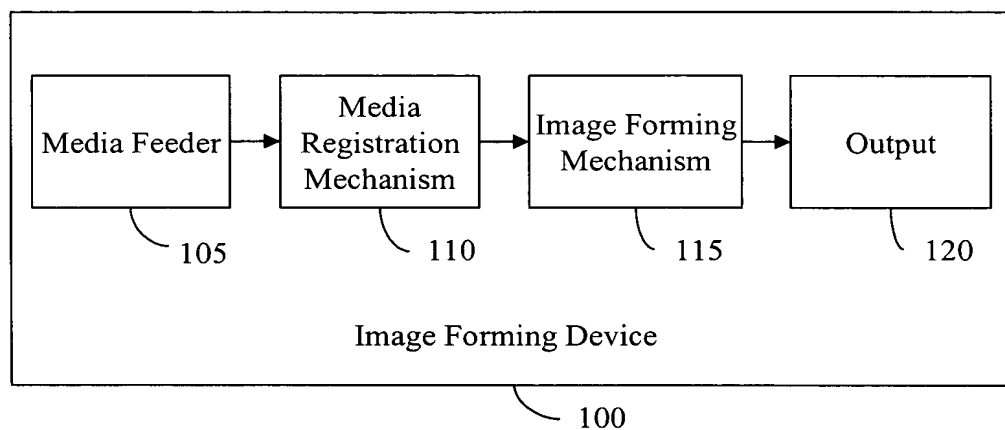 Media Feeder
Media
Registration
Mechanism
Image Forming
Mechanism
Output
105
110
115
120
Image Forming Device
100